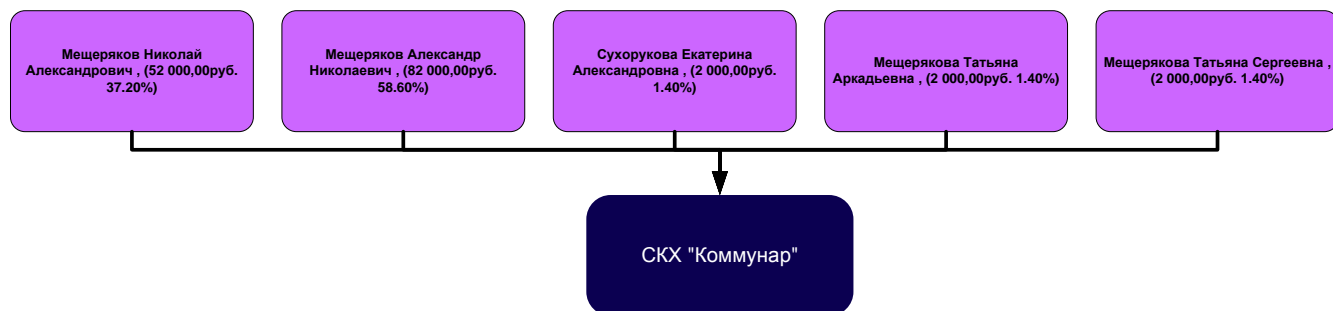 Мещеряков Николай
Александрович , (52 000,00руб.
37.20%)
Мещеряков Александр
Николаевич , (82 000,00руб.
58.60%)
Сухорукова Екатерина
Александровна , (2 000,00руб.
1.40%)
Мещерякова Татьяна
Аркадьевна , (2 000,00руб. 1.40%)
Мещерякова Татьяна Сергеевна ,
(2 000,00руб. 1.40%)
СКХ "Коммунар"